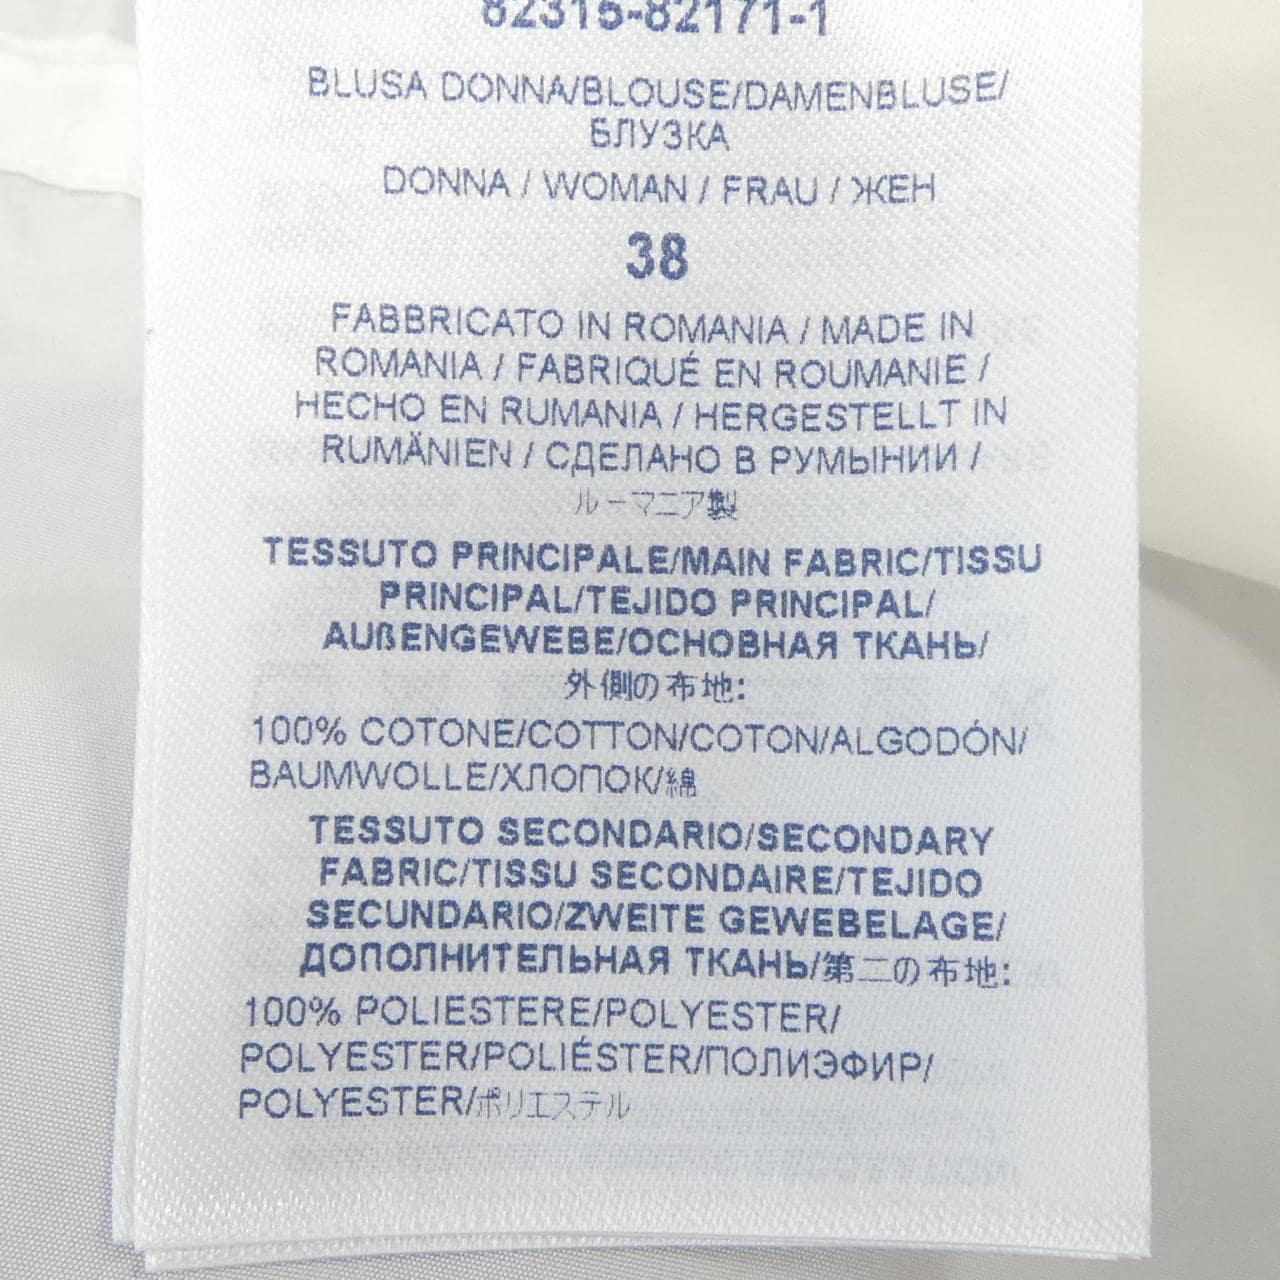 82315-82171-1
BLUSA DONNA/BLOUSE/DAMENBLUSE/
БЛУЗКА
DONNA / WOMAN / FRAU / ЖЕН
38
FABBRICATO IN ROMANIA / MADE IN
ROMANIA / FABRIQUÉ EN ROUMANIE /
HECHO EN RUMANIA / HERGESTELLT IN
RUMÄNIEN / СДЕЛАНО В РУМЫНИИ /
ルーマニア製
TESSUTO PRINCIPALE/MAIN FABRIC/TISSU
PRINCIPAL/TEJIDO PRINCIPAL/
AUßENGEWEBE/ОСНОВНАЯ ТКАНЬ/
外側の布地:
100% COTONE/COTTON/COTON/ALGODÓN/
BAUMWOLLE/ХЛОПОК/綿
TESSUTO SECONDARIO/SECONDARY
FABRIC/TISSU SECONDAIRE/TEJIDO
SECUNDARIO/ZWEITE GEWEBELAGE/
ДОПОЛНИТЕЛЬНАЯ ТКАНЬ/第二の布地:
100% POLIESTERE/POLYESTER/
POLYESTER/POLIÉSTER/ПОЛИЭФИР/
POLYESTER/ポリエステル